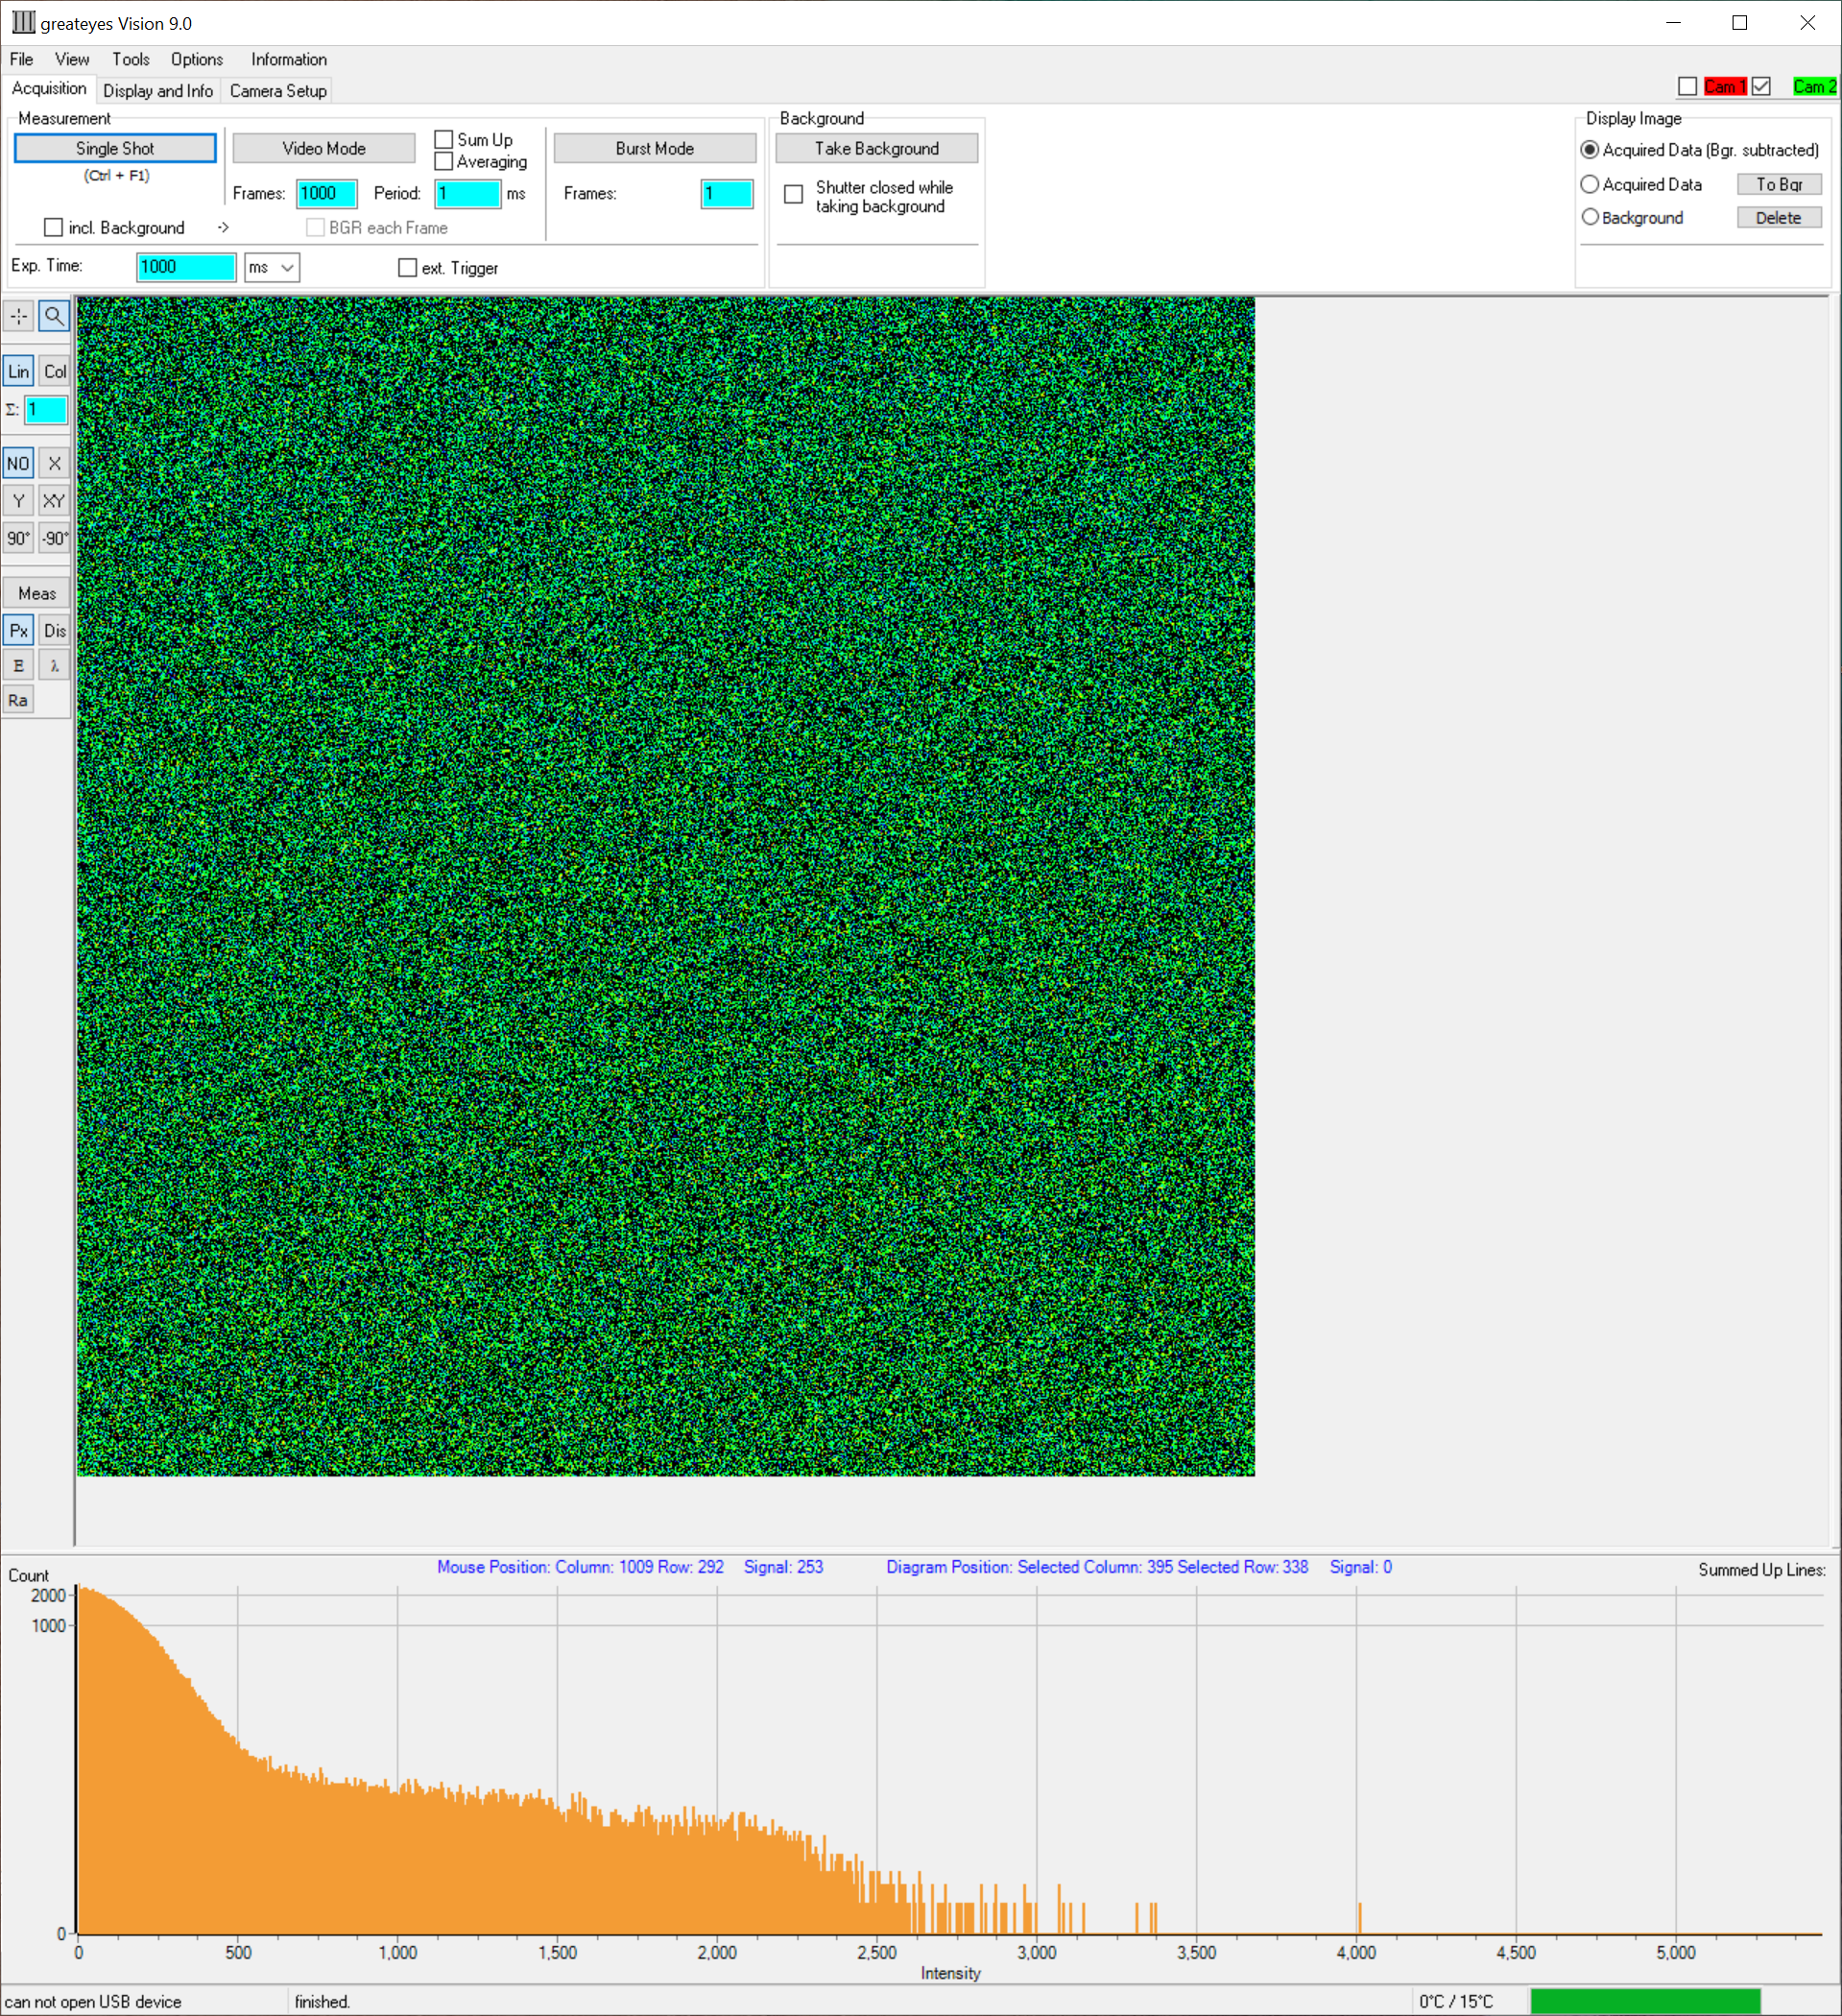 greateyes Vision 9.0
File View Tools Options Information
Acquisition Display and Info Camera Setup Cam 1 Cam 2
Measurement Background Display Image
Single Shot Video Mode Sum Up Averaging Burst Mode Take Background Acquired Data (Bgr. subtracted)
(Ctrl + F1)
Frames: 1000 Period: 1 ms Frames: 1 Shutter closed while taking background Acquired Data To Bgr
incl. Background -> BGR each Frame Background Delete
Exp. Time: 1000 ms ext. Trigger
Lin Col
Σ: 1
NO X
Y XY
90° -90°
Meas
Px Dis
E λ
Ra
Mouse Position: Column: 1009 Row: 292 Signal: 253 Diagram Position: Selected Column: 395 Selected Row: 338 Signal: 0 Summed Up Lines:
Count
2000
1000
0
0 500 1,000 1,500 2,000 2,500 3,000 3,500 4,000 4,500 5,000
Intensity
can not open USB device finished. 0°C / 15°C